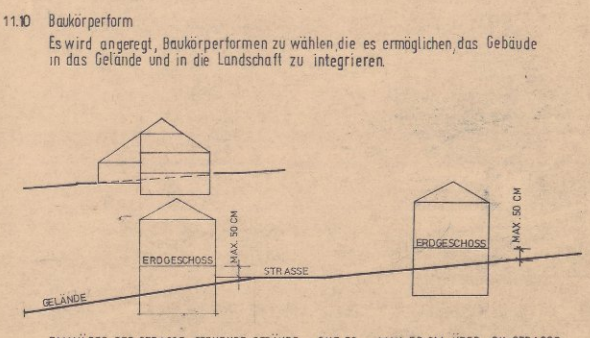 11.10 Baukörperform
Es wird angeregt, Baukörperformen zu wählen, die es ermöglichen, das Gebäude
in das Gelände und in die Landschaft zu integrieren.
MAX. 50 CM
MAX. 50 CM
ERDGESCHOSS
ERDGESCHOSS
STRASSE
GELÄNDE